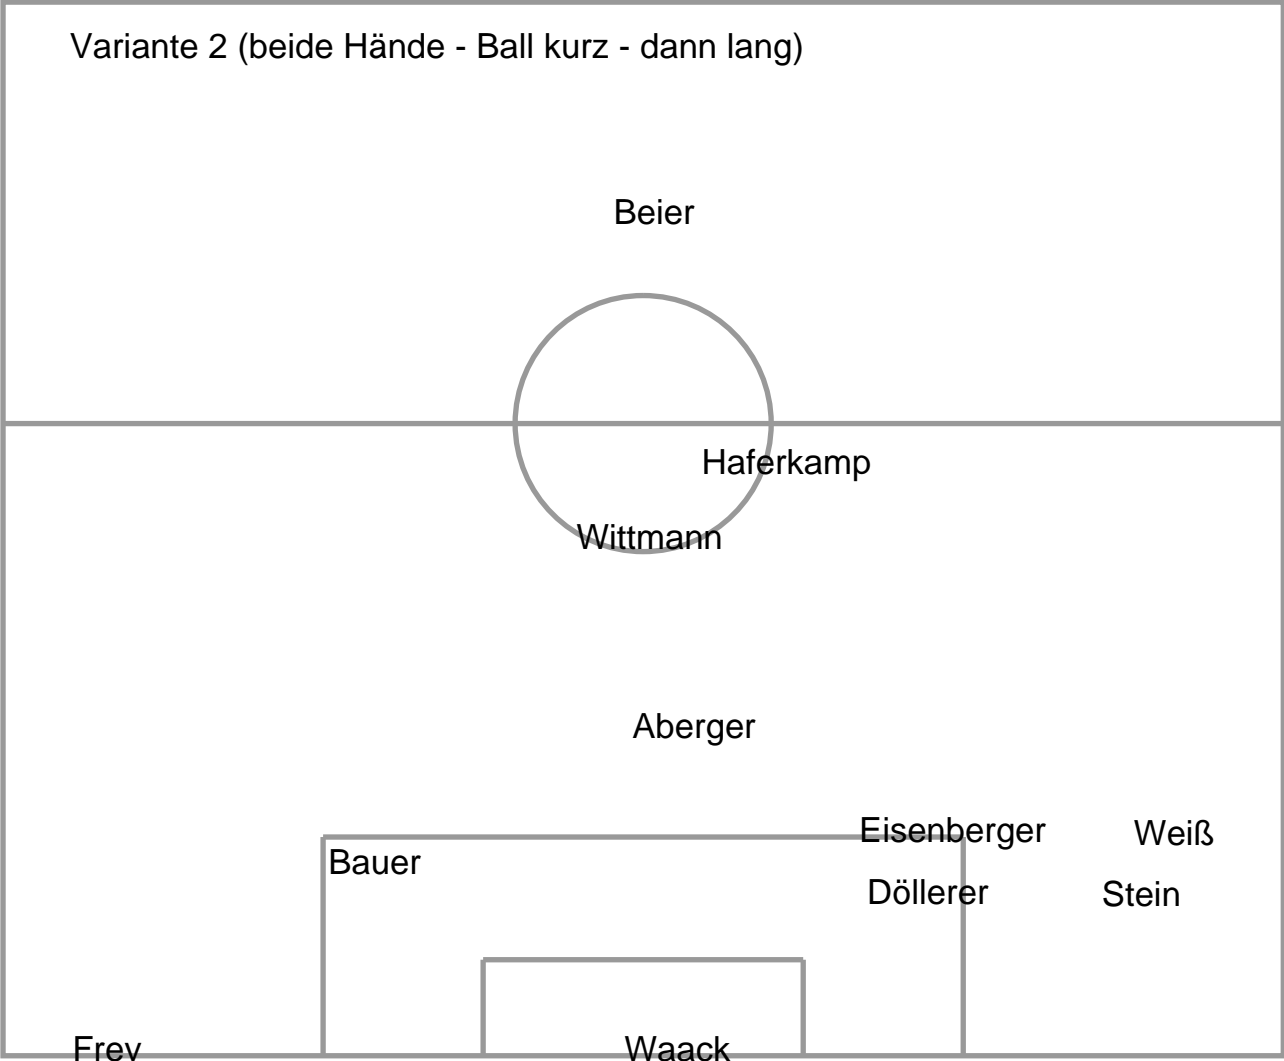 Variante 2 (beide Hände - Ball kurz - dann lang)
Beier
Haferkamp
Wittmann
Aberger
Eisenberger
Weiß
Bauer
Döllerer
Stein
Frey
Waack